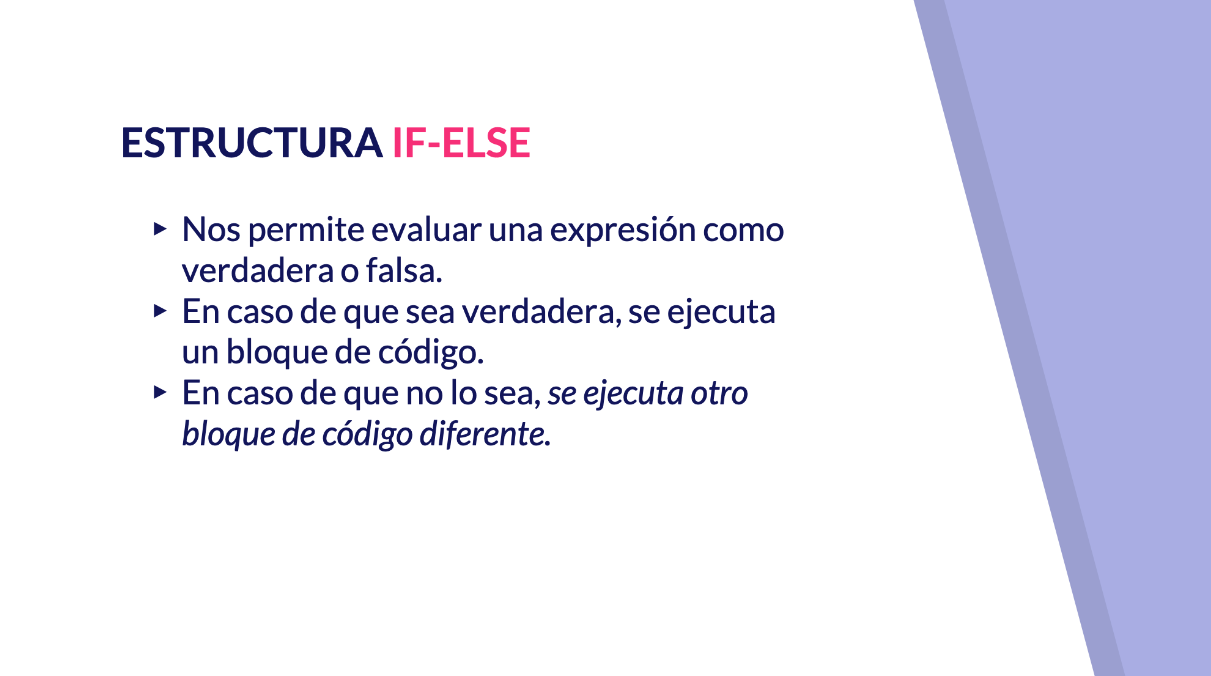 ESTRUCTURA IF-ELSE
▸ Nos permite evaluar una expresión como
verdadera o falsa.
▸ En caso de que sea verdadera, se ejecuta
un bloque de código.
▸ En caso de que no lo sea, se ejecuta otro
bloque de código diferente.